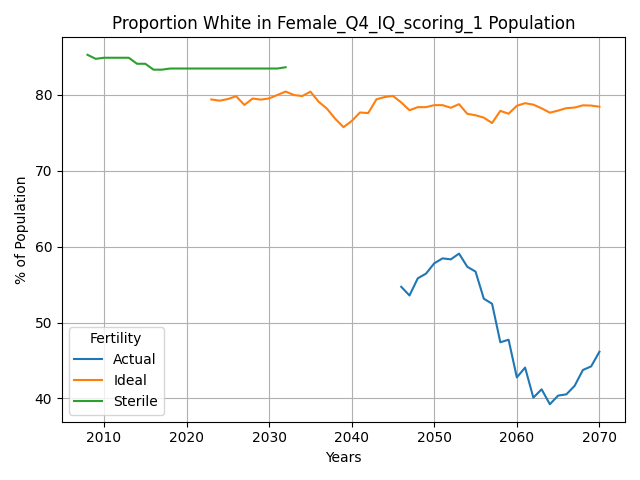 Proportion White in Female_Q4_IQ_scoring_1 Population
% of Population
80
70
60
50
40
Fertility
Actual
Ideal
Sterile
2010 2020 2030 2040 2050 2060 2070
Years